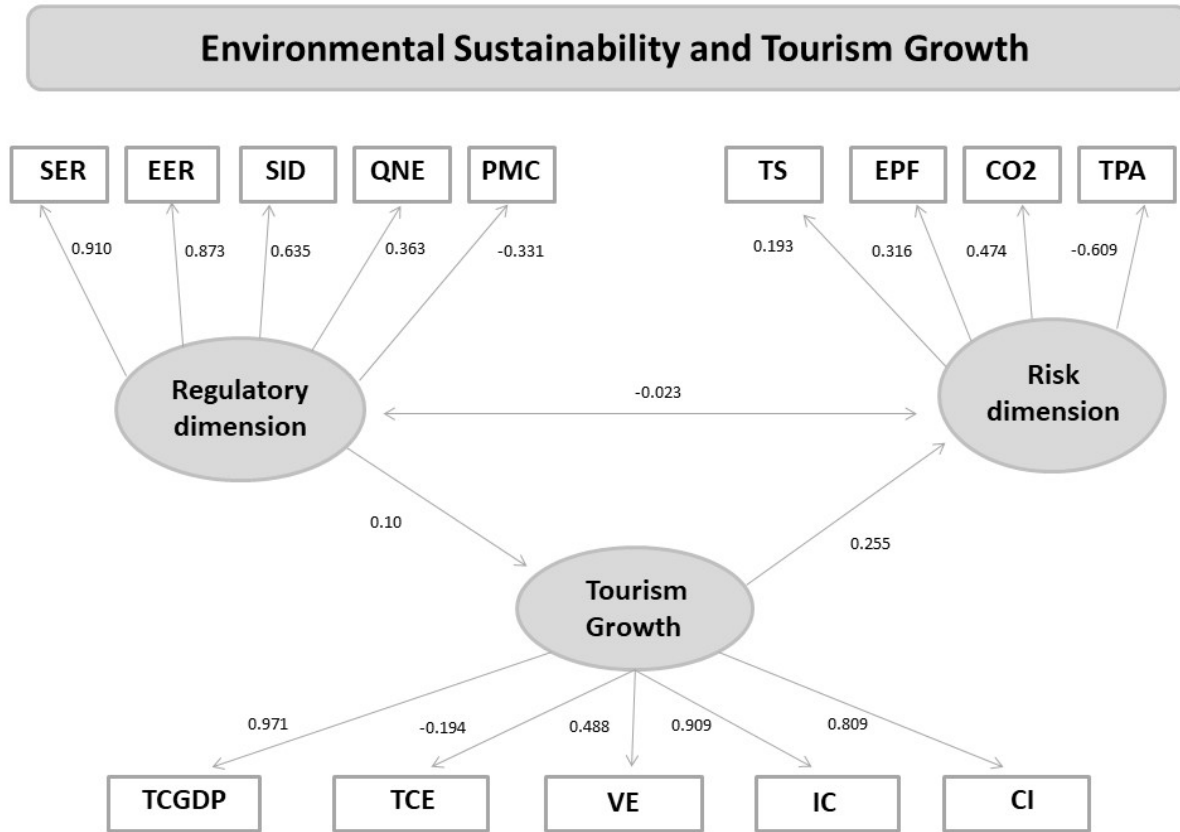 Environmental Sustainability and Tourism Growth
SER
EER
SID
QNE
PMC
TS
EPF
CO2
TPA
0.910
0.873
0.635
0.363
-0.331
0.193
0.316
0.474
-0.609
Regulatory
dimension
-0.023
Risk
dimension
0.10
0.255
Tourism
Growth
0.971
-0.194
0.488
0.909
0.809
TCGDP
TCE
VE
IC
CI